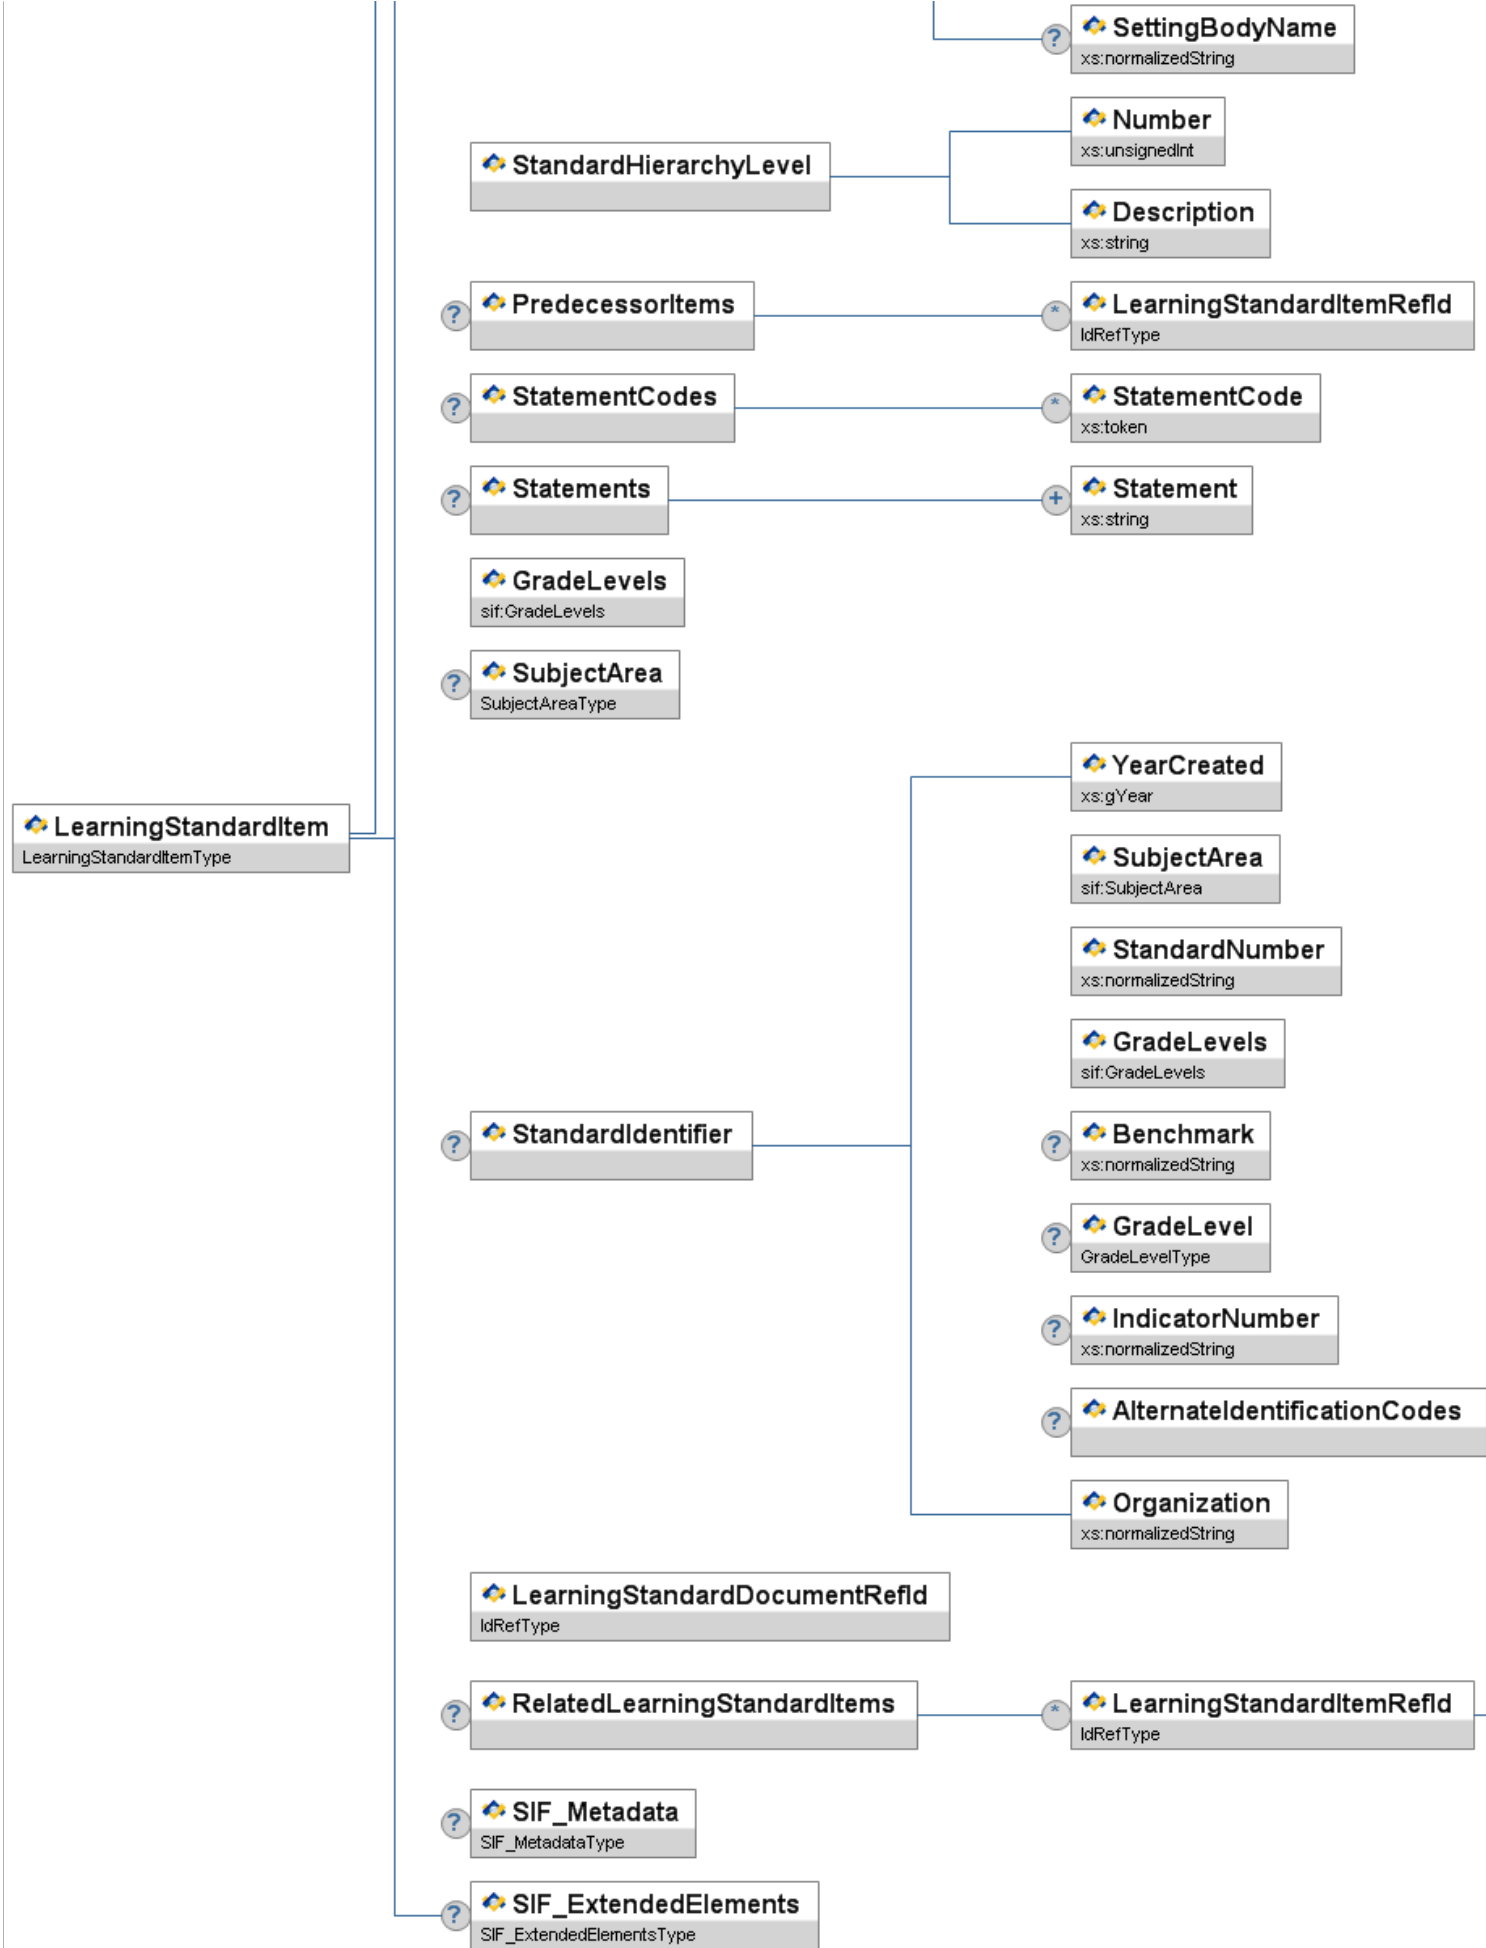 SettingBodyName
xs:normalizedString
Number
xs:unsignedInt
StandardHierarchyLevel
Description
xs:string
?
PredecessorItems
*
LearningStandardItemRefId
IdRefType
?
StatementCodes
*
StatementCode
xs:token
?
Statements
+
Statement
xs:string
GradeLevels
sif:GradeLevels
?
SubjectArea
SubjectAreaType
YearCreated
xs:gYear
LearningStandardItem
LearningStandardItemType
SubjectArea
sif:SubjectArea
StandardNumber
xs:normalizedString
GradeLevels
sif:GradeLevels
?
StandardIdentifier
?
Benchmark
xs:normalizedString
?
GradeLevel
GradeLevelType
?
IndicatorNumber
xs:normalizedString
?
AlternateIdentificationCodes
Organization
xs:normalizedString
LearningStandardDocumentRefId
IdRefType
?
RelatedLearningStandardItems
*
LearningStandardItemRefId
IdRefType
?
SIF_Metadata
SIF_MetadataType
?
SIF_ExtendedElements
SIF_ExtendedElementsType